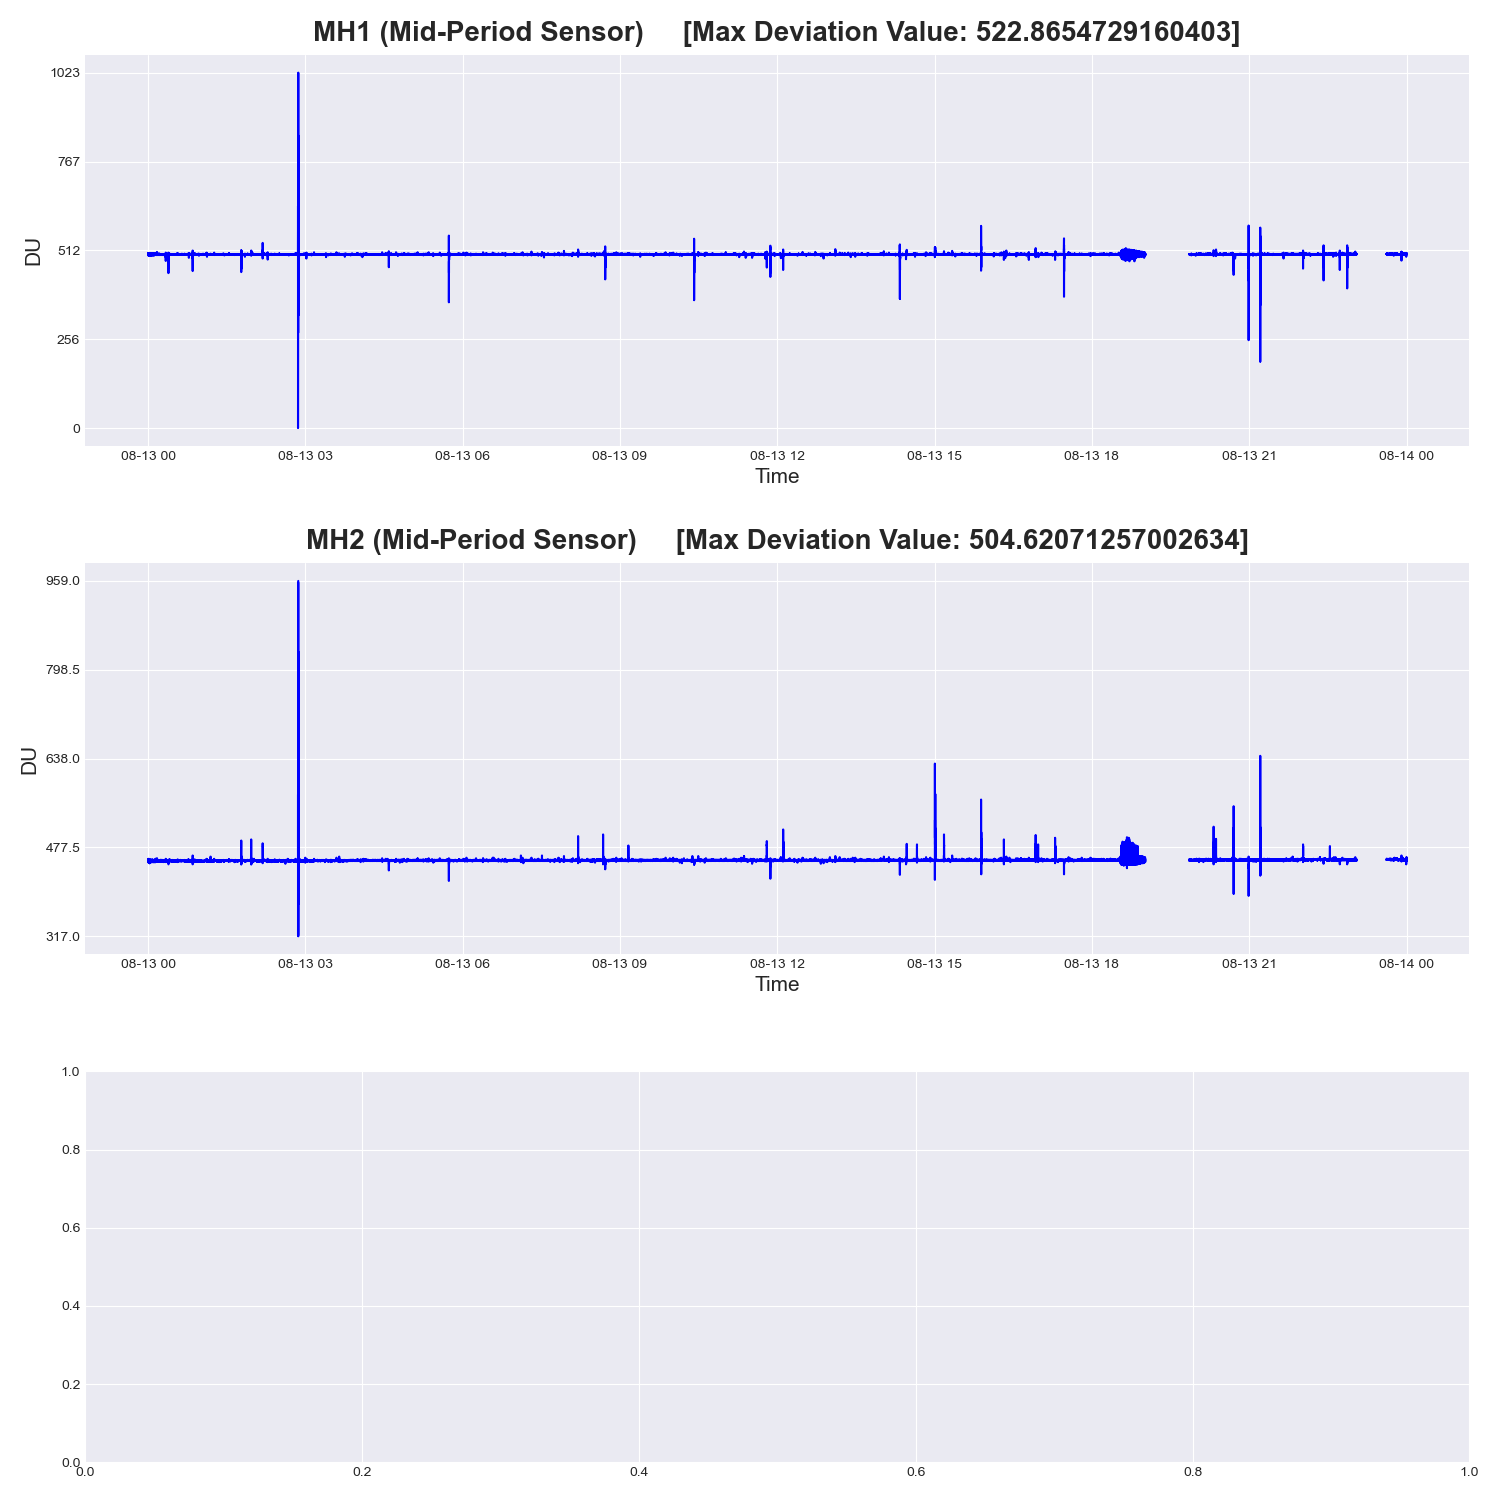 MH1 (Mid-Period Sensor) [Max Deviation Value: 522.8654729160403]
1023
767
512
256
0
DU
08-13 00 08-13 03 08-13 06 08-13 09 08-13 12 08-13 15 08-13 18 08-13 21 08-14 00
Time
MH2 (Mid-Period Sensor) [Max Deviation Value: 504.62071257002634]
959.0
798.5
638.0
477.5
317.0
DU
08-13 00 08-13 03 08-13 06 08-13 09 08-13 12 08-13 15 08-13 18 08-13 21 08-14 00
Time
1.0
0.8
0.6
0.4
0.2
0.0
0.0 0.2 0.4 0.6 0.8 1.0